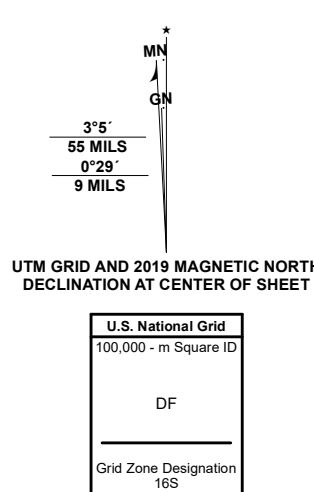 MN
GN
3°5´
55 MILS
0°29´
9 MILS
UTM GRID AND 2019 MAGNETIC NORTH
DECLINATION AT CENTER OF SHEET
U.S. National Grid
100,000 - m Square ID
DF
Grid Zone Designation
16S